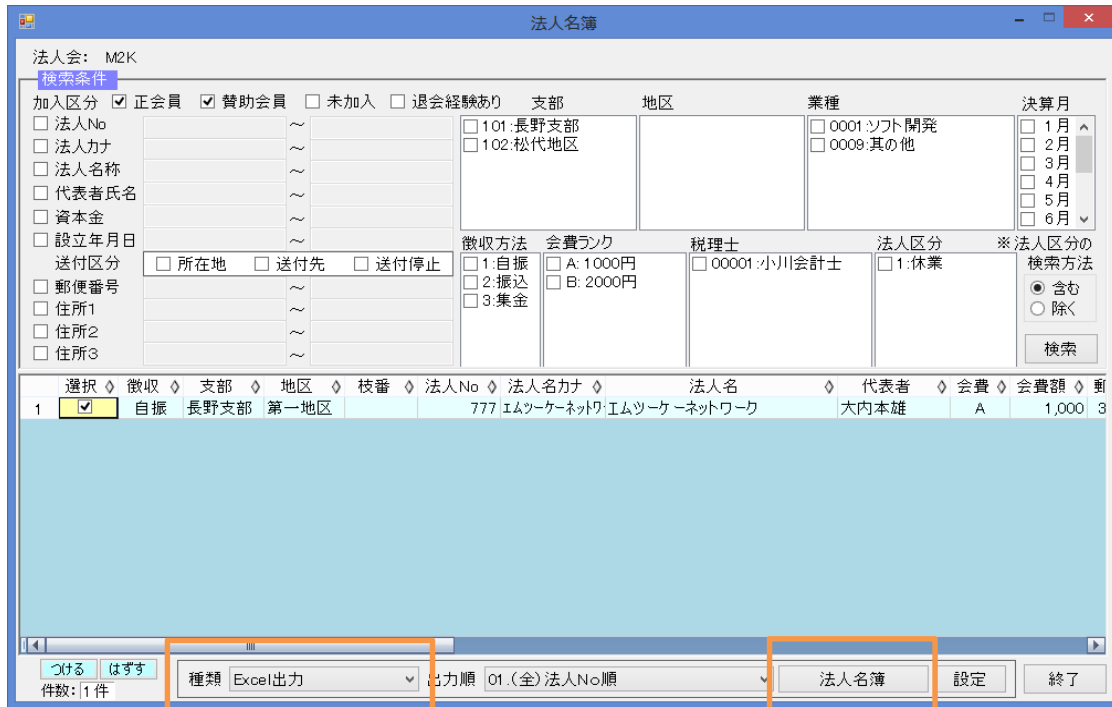 法人名簿
法人会: M2K
検索条件
加入区分 正会員 賛助会員 未加入 退会経験あり 支部 地区 業種 決算月
法人No ～ 101:長野支部 0001:ソフト開発 1月
法人カナ ～ 102:松代地区 0009:其の他 2月
法人名称 ～ 3月
代表者氏名 ～ 4月
資本金 ～ 5月
6月
設立年月日 ～ 徴収方法 会費ランク 税理士 法人区分 ※法人区分の
送付区分 所在地 送付先 送付停止 1:自振 A:1000円 00001:小川会計士 1:休業 検索方法
郵便番号 ～ 2:振込 B:2000円 含む
住所1 ～ 3:集金 除く
住所2 ～
住所3 ～ 検索
選択 徴収 支部 地区 枝番 法人No 法人名カナ 法人名 代表者 会費 会費額
1 自振 長野支部 第一地区 777 エムツーケーネットワ エムツーケーネットワーク 大内本雄 A 1,000 3
つける はずす
種類 Excel出力 出力順 01.(全)法人No順 法人名簿 設定 終了
件数: 1件